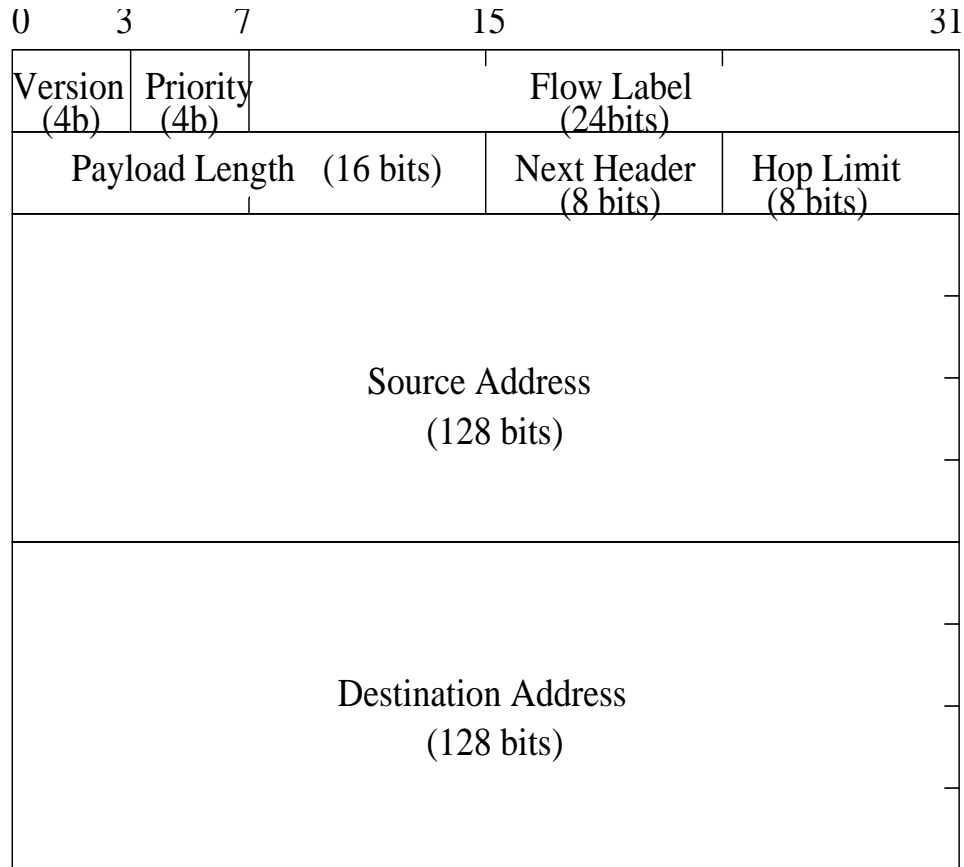 0 3 7 15 31
Version Priority Flow Label
(4b) (4b) (24bits)
Payload Length (16 bits) Next Header Hop Limit
(8 bits) (8 bits)
Source Address
(128 bits)
Destination Address
(128 bits)